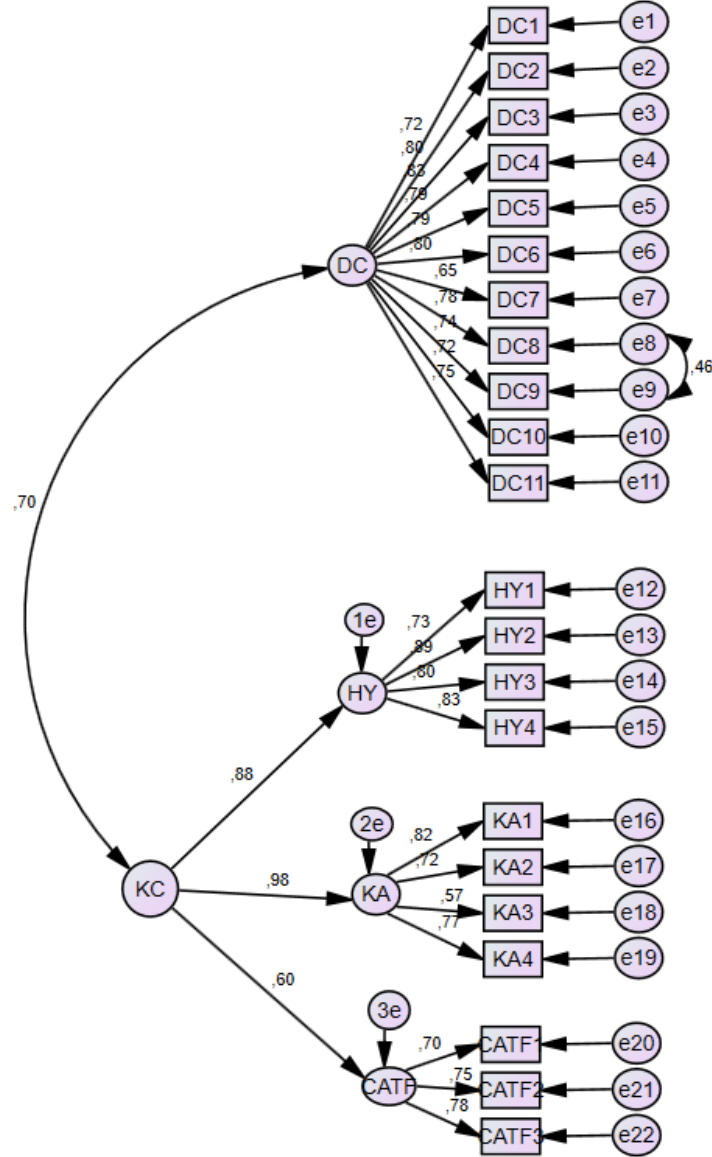 DC1 e1
DC2 e2
DC3 e3
DC4 e4
DC5 e5
DC6 e6
DC7 e7
DC8 e8
DC9 e9
DC10 e10
DC11 e11
,72
,80
,83
,79
,79
,80
,65
,78
,74
,72
,75
DC
,46
,70
HY1 e12
HY2 e13
HY3 e14
HY4 e15
1e
HY
,73
,89
,80
,83
,88
KA1 e16
KA2 e17
KA3 e18
KA4 e19
2e
KA
,82
,72
,57
,77
KC
,98
,60
3e
CATF
,70
,75
,78
CATF1 e20
CATF2 e21
CATF3 e22